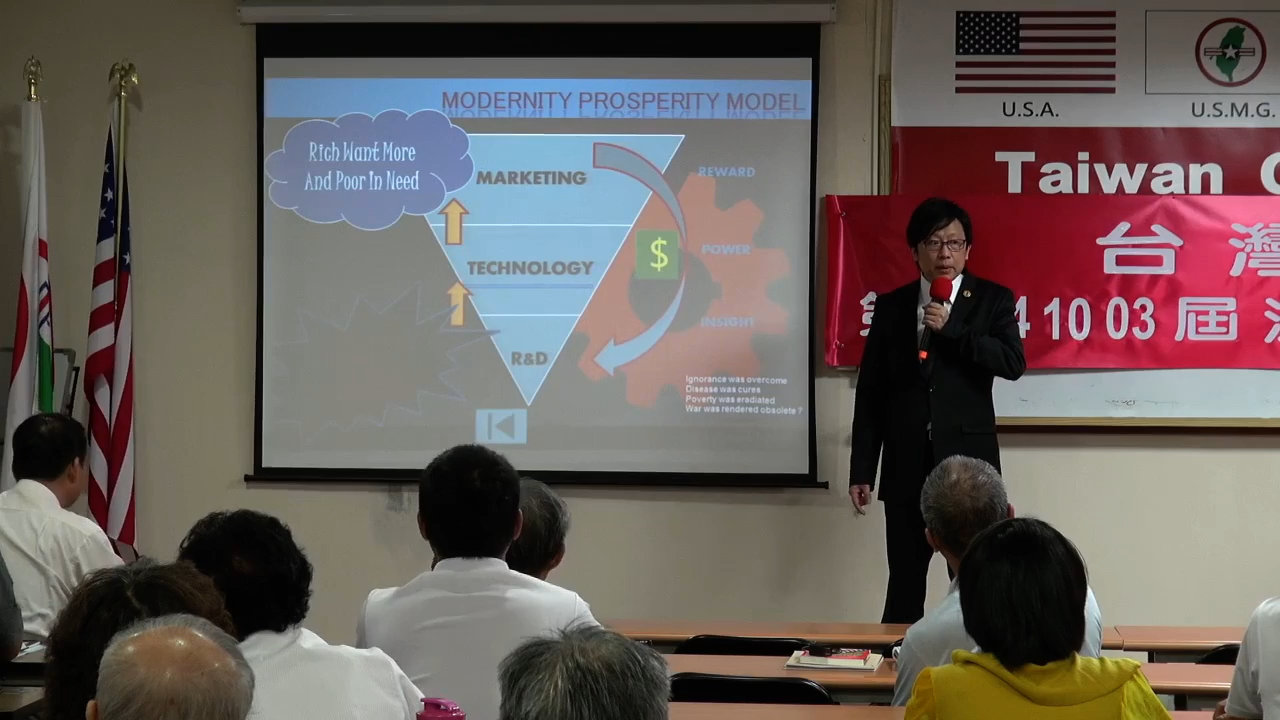 MODERNITY PROSPERITY MODEL
Rich Want More
And Poor In Need
MARKETING
TECHNOLOGY
R&D
$
REWARD
POWER
INSIGHT
Ignorance was overcome
Disease was cures
Poverty was eradiated
War was rendered obsolete ?
U.S.A.
U.S.M.G.
Taiwan
台灣
4 10 03 屆